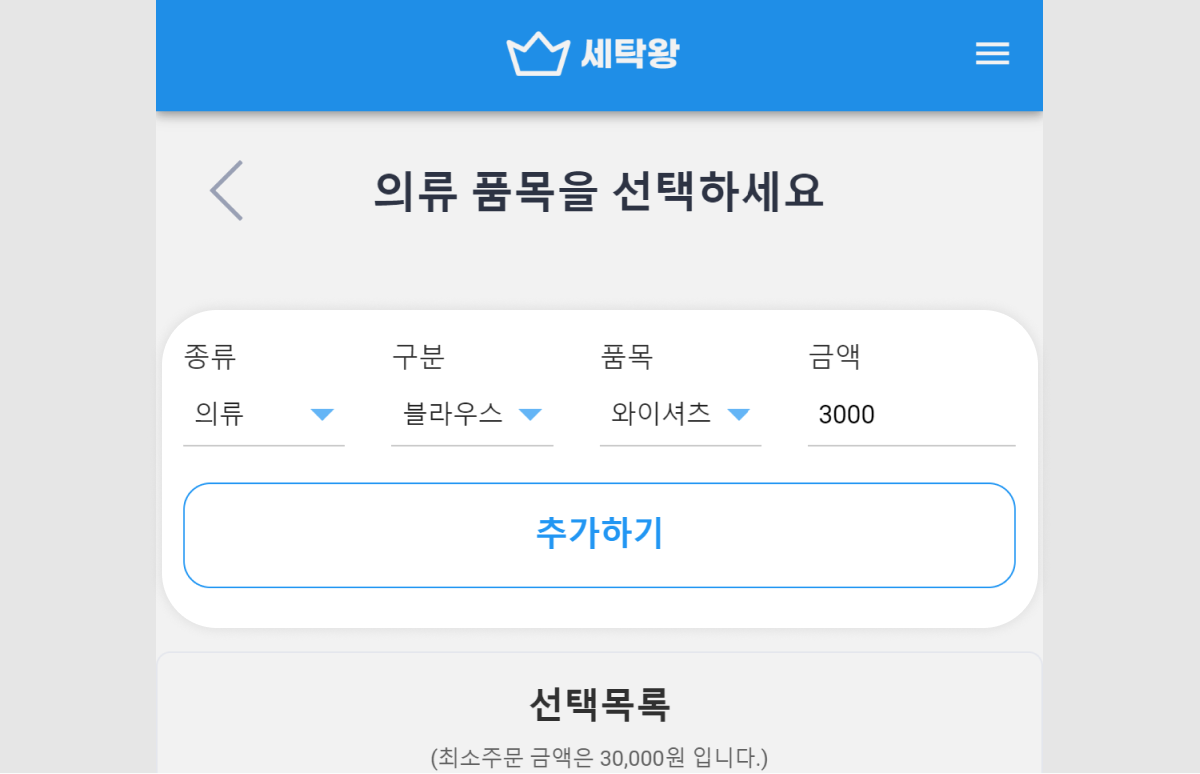 세탁왕
의류 품목을 선택하세요
종류 구분 품목 금액
의류 블라우스 와이셔츠 3000
추가하기
선택목록
(최소주문 금액은 30,000원 입니다.)